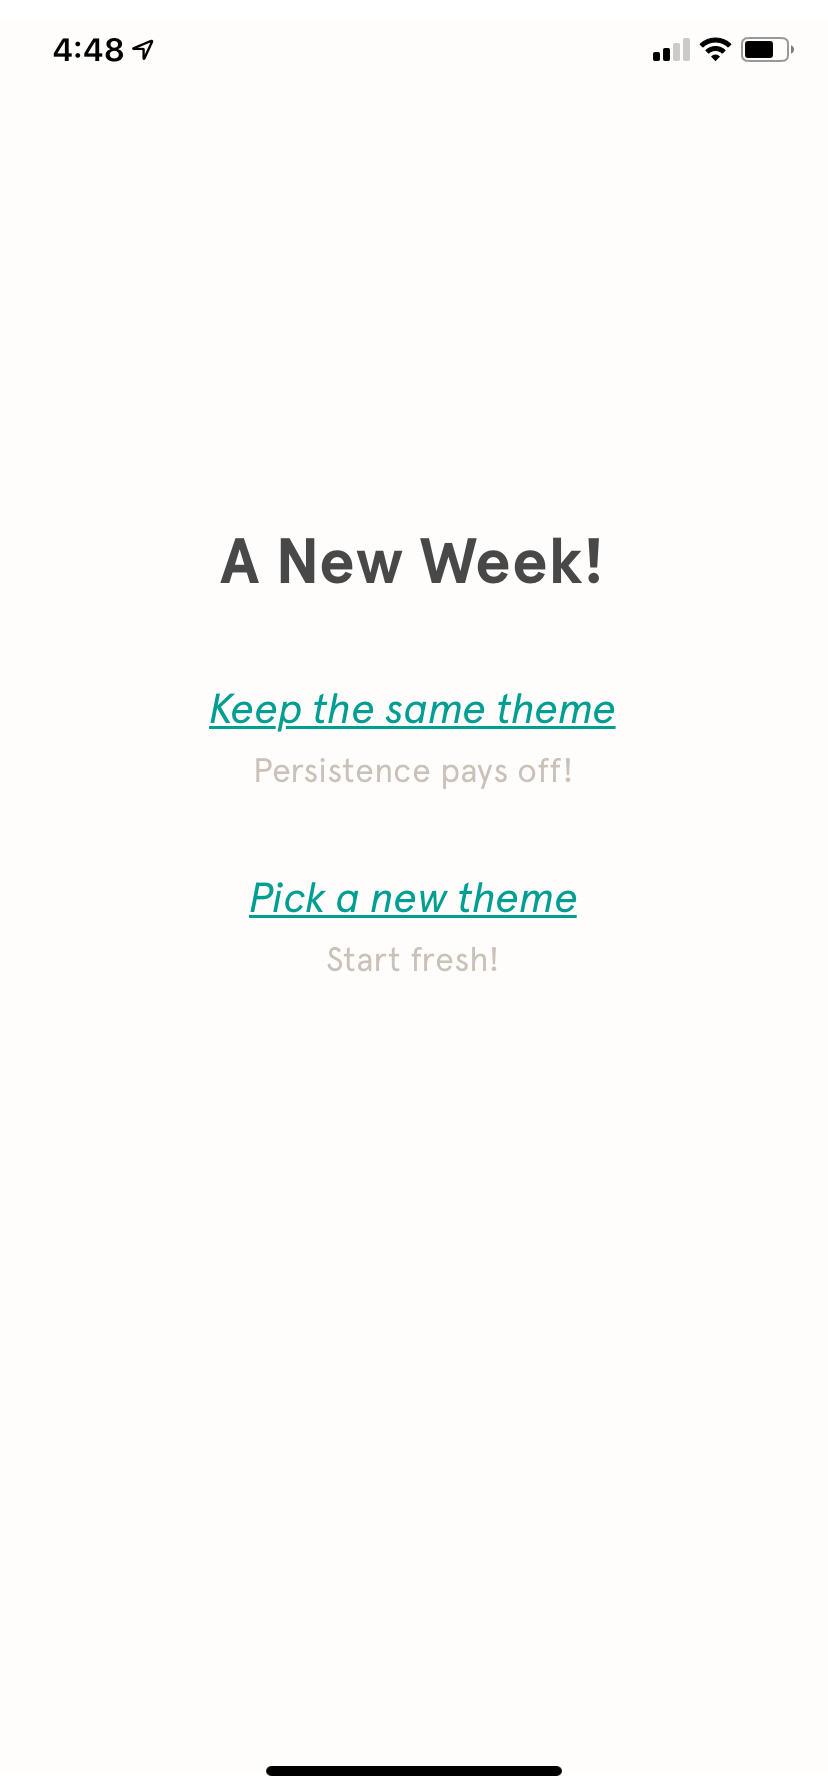 4:48
A New Week!
Keep the same theme
Persistence pays off!
Pick a new theme
Start fresh!